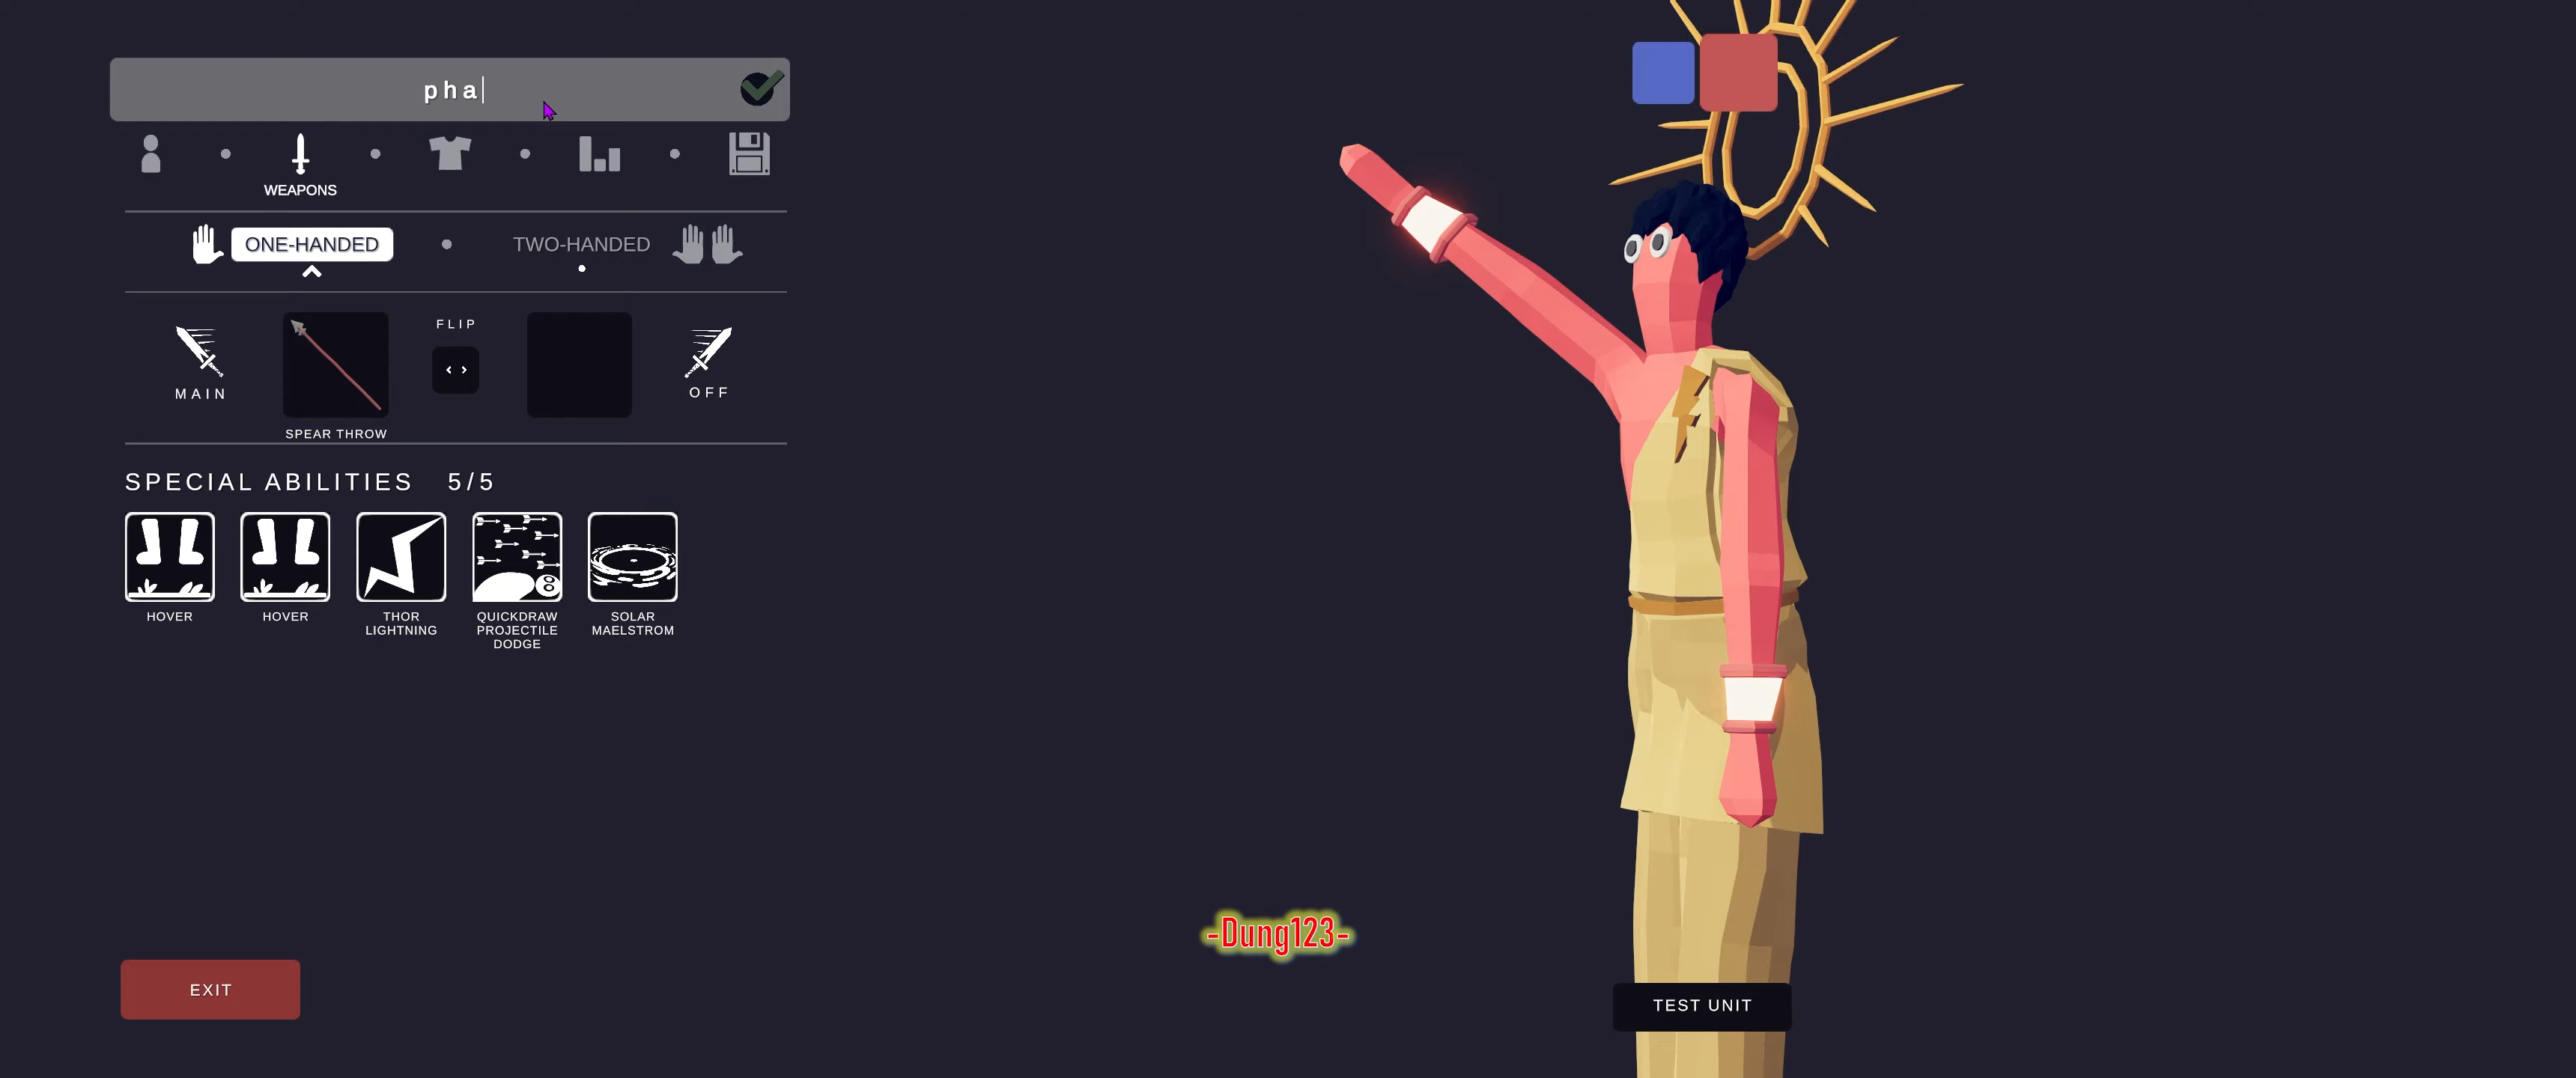 pha
WEAPONS
ONE-HANDED
TWO-HANDED
MAIN
FLIP
OFF
SPEAR THROW
SPECIAL ABILITIES 5/5
HOVER
HOVER
THOR
LIGHTNING
QUICKDRAW
PROJECTILE
DODGE
SOLAR
MAELSTROM
-Dung123-
EXIT
TEST UNIT